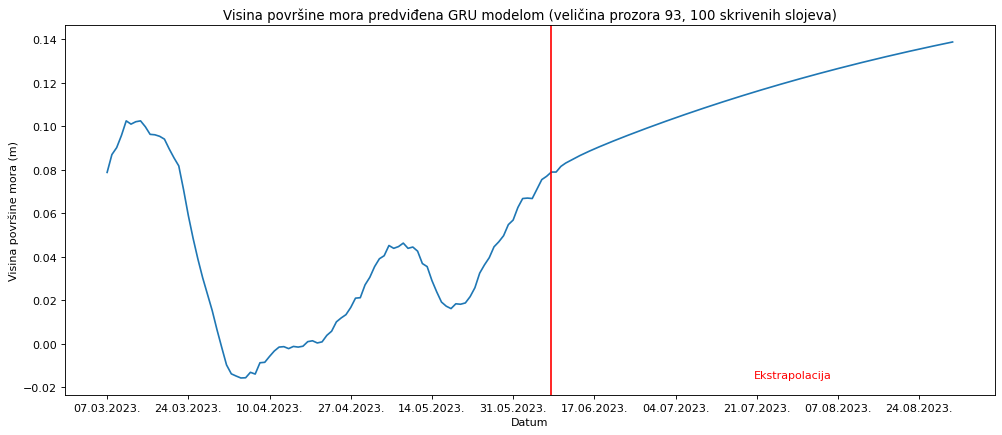 Visina površine mora predviđena GRU modelom (veličina prozora 93, 100 skrivenih slojeva)
Visina površine mora (m)
0.14
0.12
0.10
0.08
0.06
0.04
0.02
0.00
−0.02
Ekstrapolacija
07.03.2023. 24.03.2023. 10.04.2023. 27.04.2023. 14.05.2023. 31.05.2023. 17.06.2023. 04.07.2023. 21.07.2023. 07.08.2023. 24.08.2023.
Datum